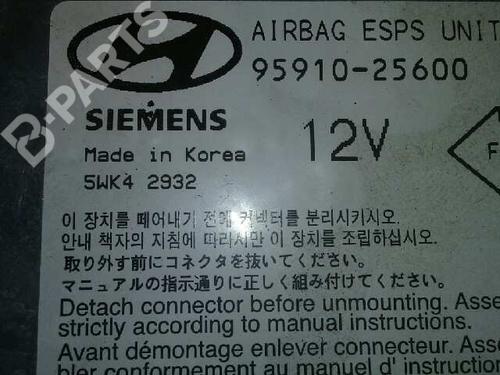 B-PARTS
AIRBAG ESPS UNIT
95910-25600
SIEMENS
12V
Made in Korea
5WK4 2932
이 장치를 떼어내기 전에 커넥터를 분리시키시오.
안내 책자의 지침에 따라서만 이 장치를 조립하십시오.
取り外す前にコネクタを抜いてください。
マニュアルの指示通りに正しく組み付けてください。
Detach connector before unmounting. Asse
strictly according to manual instructions.
Avant démontage enlever connecteur. Asse
bler conformement au manuel d' instruction